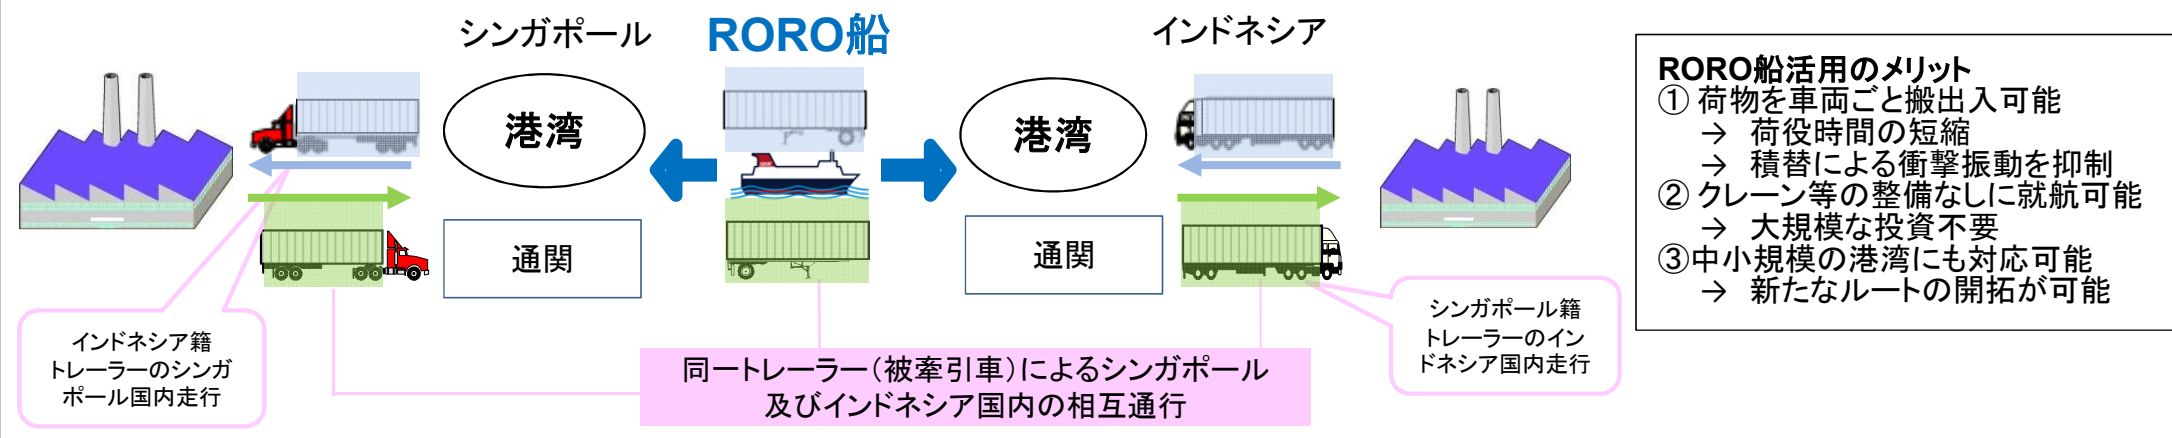 シンガポール
RORO船
インドネシア
港湾
港湾
通関
通関
インドネシア籍
トレーラーのシンガ
ポール国内走行
同一トレーラー（被牽引車）によるシンガポール
及びインドネシア国内の相互通行
シンガポール籍
トレーラーのイン
ドネシア国内走行
RORO船活用のメリット
① 荷物を車両ごと搬出入可能
→ 荷役時間の短縮
→ 積替による衝撃振動を抑制
② クレーン等の整備なしに就航可能
→ 大規模な投資不要
③中小規模の港湾にも対応可能
→ 新たなルートの開拓が可能